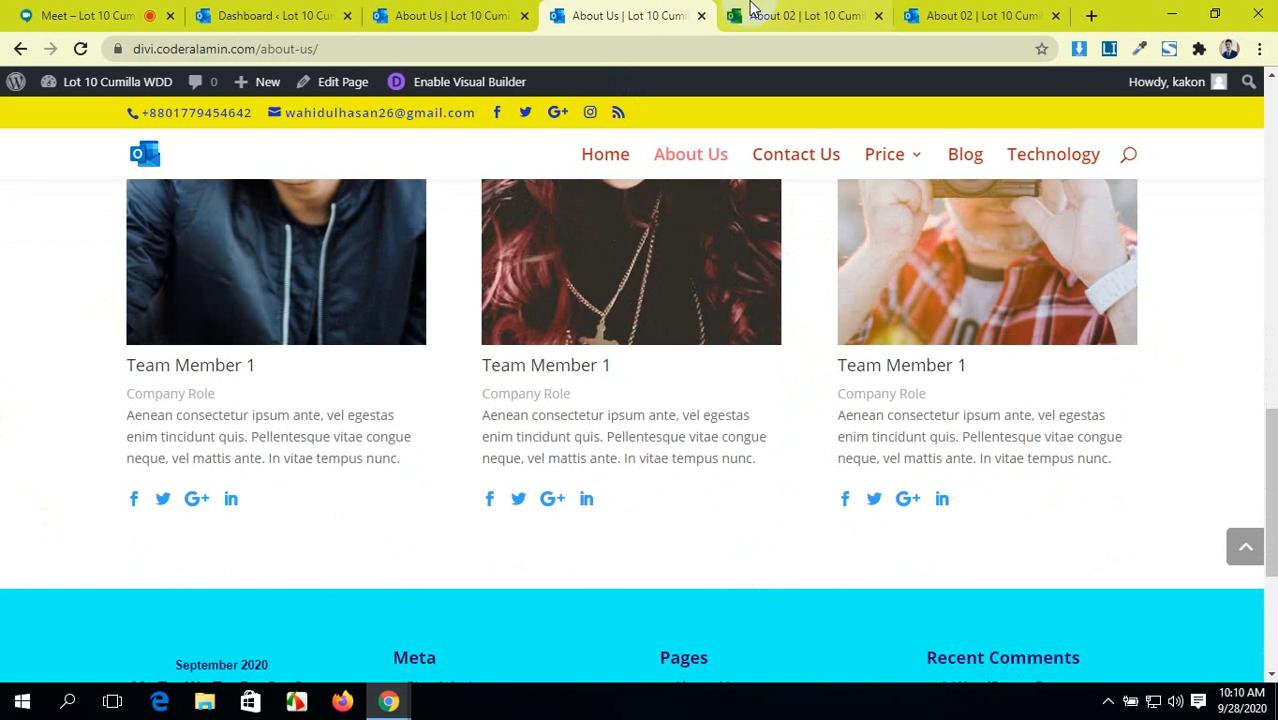 Meet – Lot 10 Cum
Dashboard ‹ Lot 10 Cu
About Us | Lot 10 Cumi
About Us | Lot 10 Cumil
About 02 | Lot 10 Cumil
About 02 | Lot 10 Cumil
divi.coderalamin.com/about-us/
Lot 10 Cumilla WDD
0
New
Edit Page
D
Enable Visual Builder
Howdy, kakon
+8801779454642
wahidulhasan26@gmail.com
Home
About Us
Contact Us
Price
Blog
Technology
Team Member 1
Company Role
Aenean consectetur ipsum ante, vel egestas
enim tincidunt quis. Pellentesque vitae congue
neque, vel mattis ante. In vitae tempus nunc.
Team Member 1
Company Role
Aenean consectetur ipsum ante, vel egestas
enim tincidunt quis. Pellentesque vitae congue
neque, vel mattis ante. In vitae tempus nunc.
Team Member 1
Company Role
Aenean consectetur ipsum ante, vel egestas
enim tincidunt quis. Pellentesque vitae congue
neque, vel mattis ante. In vitae tempus nunc.
September 2020
Meta
Pages
Recent Comments
10:10 AM
9/28/2020